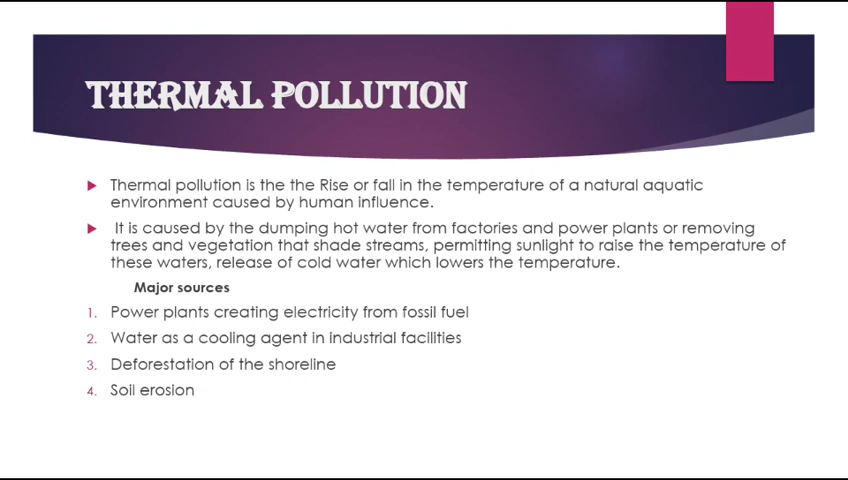 THERMAL POLLUTION
Thermal pollution is the the Rise or fall in the temperature of a natural aquatic
environment caused by human influence.
It is caused by the dumping hot water from factories and power plants or removing
trees and vegetation that shade streams, permitting sunlight to raise the temperature of
these waters, release of cold water which lowers the temperature.
Major sources
1. Power plants creating electricity from fossil fuel
2. Water as a cooling agent in industrial facilities
3. Deforestation of the shoreline
4. Soil erosion